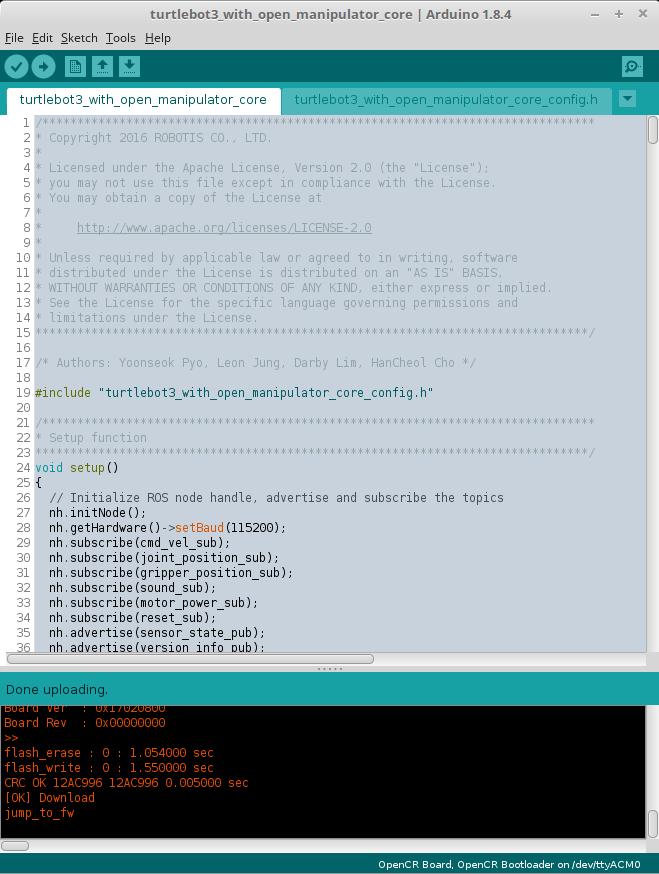 turtlebot3_with_open_manipulator_core | Arduino 1.8.4
File Edit Sketch Tools Help
turtlebot3_with_open_manipulator_core turtlebot3_with_open_manipulator_core_config.h
1 /*******************************************************************************
2 * Copyright 2016 ROBOTIS CO., LTD.
3 *
4 * Licensed under the Apache License, Version 2.0 (the "License");
5 * you may not use this file except in compliance with the License.
6 * You may obtain a copy of the License at
7 *
8 *     http://www.apache.org/licenses/LICENSE-2.0
9 *
10 * Unless required by applicable law or agreed to in writing, software
11 * distributed under the License is distributed on an "AS IS" BASIS,
12 * WITHOUT WARRANTIES OR CONDITIONS OF ANY KIND, either express or implied.
13 * See the License for the specific language governing permissions and
14 * limitations under the License.
15 *******************************************************************************/
16
17 /* Authors: Yoonseok Pyo, Leon Jung, Darby Lim, HanCheol Cho */
18
19 #include "turtlebot3_with_open_manipulator_core_config.h"
20
21 /*******************************************************************************
22 * Setup function
23 *******************************************************************************/
24 void setup()
25 {
26   // Initialize ROS node handle, advertise and subscribe the topics
27   nh.initNode();
28   nh.getHardware()->setBaud(115200);
29   nh.subscribe(cmd_vel_sub);
30   nh.subscribe(joint_position_sub);
31   nh.subscribe(gripper_position_sub);
32   nh.subscribe(sound_sub);
33   nh.subscribe(motor_power_sub);
34   nh.subscribe(reset_sub);
35   nh.advertise(sensor_state_pub);
36   nh.advertise(version_info_pub);
Done uploading.
Board Ver  : 0x17020800
Board Rev  : 0x00000000
>>
flash_erase : 0 : 1.054000 sec
flash_write : 0 : 1.550000 sec
CRC OK 12AC996 12AC996 0.005000 sec
[OK] Download
jump_to_fw
OpenCR Board, OpenCR Bootloader on /dev/ttyACM0